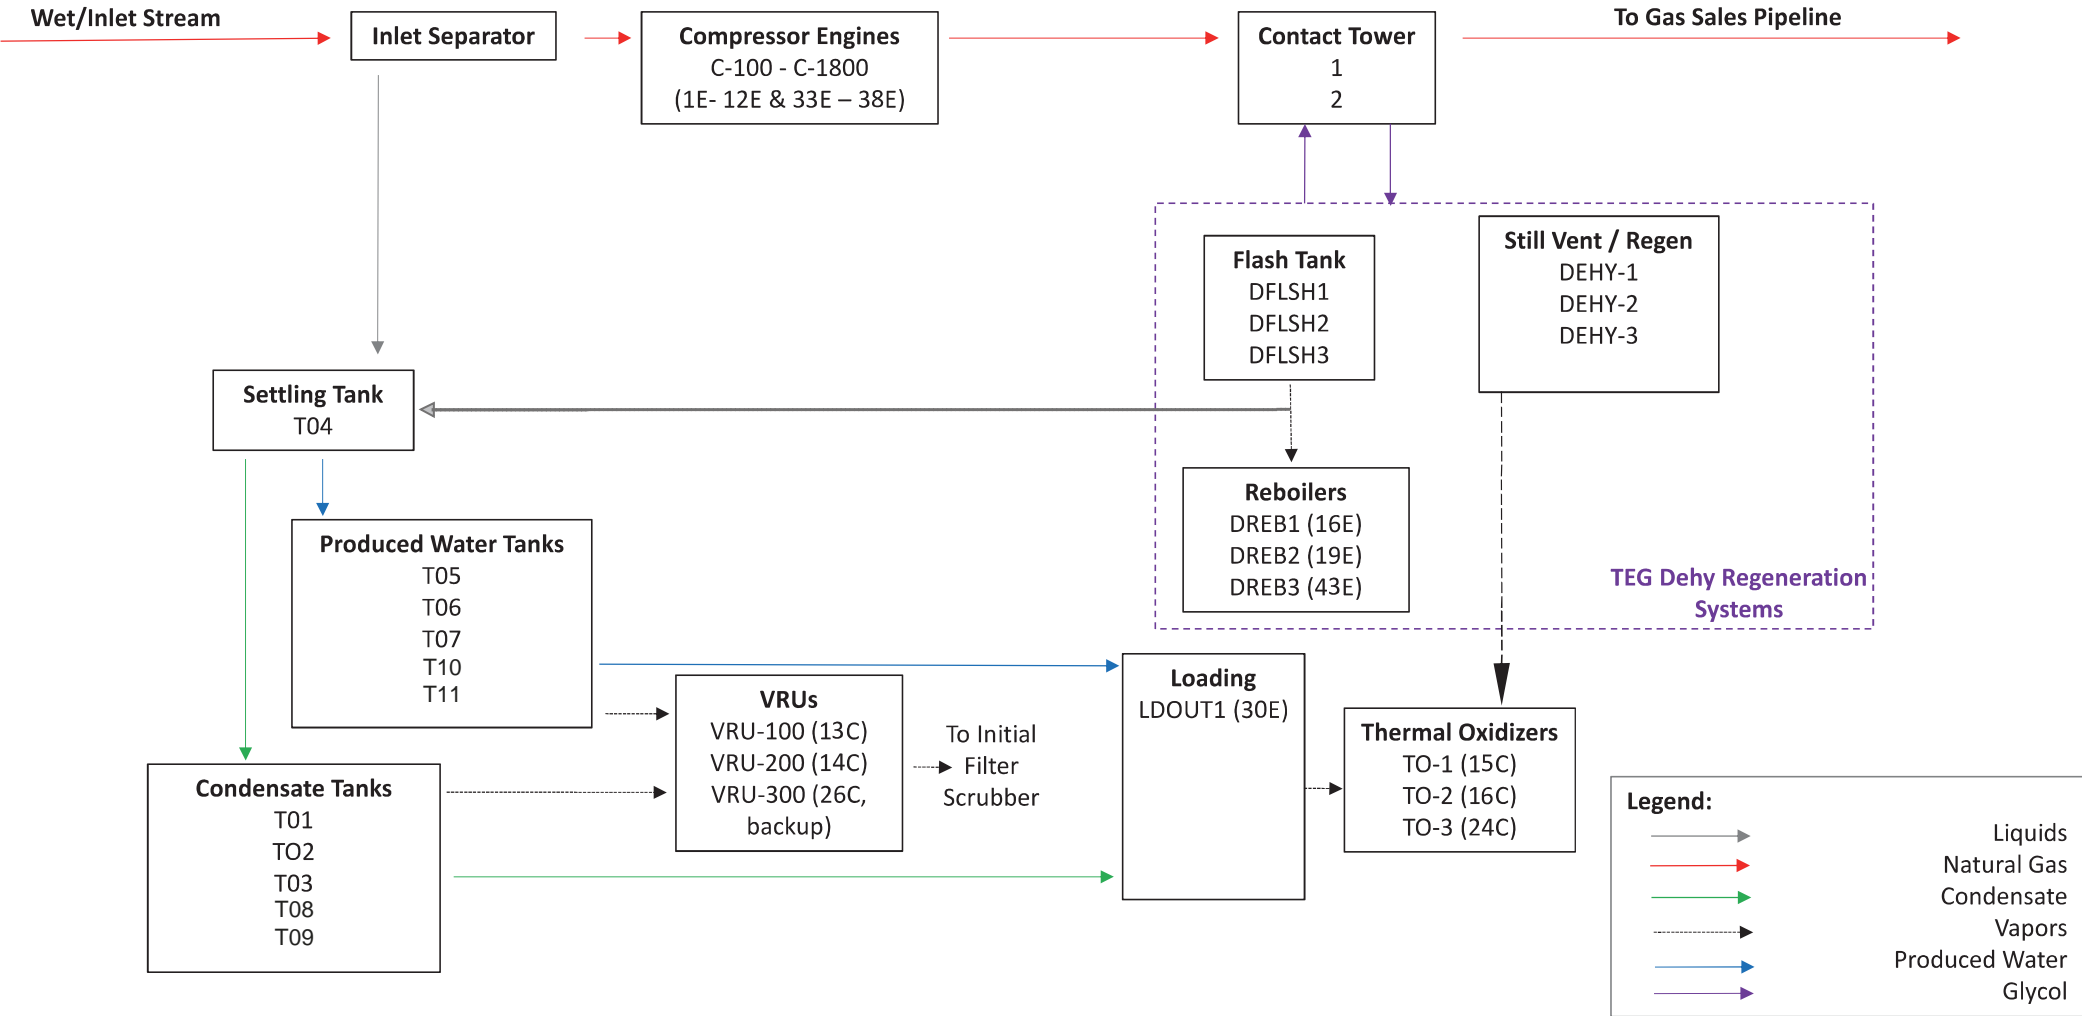 Wet/Inlet Stream
Inlet Separator
Compressor Engines
C-100 - C-1800
(1E- 12E & 33E – 38E)
Contact Tower
1
2
To Gas Sales Pipeline
Flash Tank
DFLSH1
DFLSH2
DFLSH3
Still Vent / Regen
DEHY-1
DEHY-2
DEHY-3
Settling Tank
T04
Reboilers
DREB1 (16E)
DREB2 (19E)
DREB3 (43E)
TEG Dehy Regeneration
Systems
Produced Water Tanks
T05
T06
T07
T10
T11
VRUs
VRU-100 (13C)
VRU-200 (14C)
VRU-300 (26C,
backup)
To Initial
Filter
Scrubber
Loading
LDOUT1 (30E)
Thermal Oxidizers
TO-1 (15C)
TO-2 (16C)
TO-3 (24C)
Condensate Tanks
T01
TO2
T03
T08
T09
Legend:
Liquids
Natural Gas
Condensate
Vapors
Produced Water
Glycol